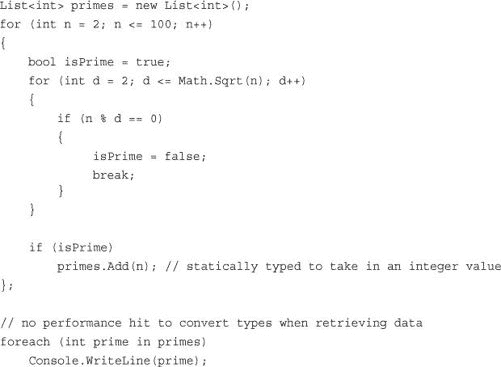 List<int> primes = new List<int>();
for (int n = 2; n <= 100; n++)
{
    bool isPrime = true;
    for (int d = 2; d <= Math.Sqrt(n); d++)
    {
        if (n % d == 0)
        {
             isPrime = false;
             break;
        }
    }

    if (isPrime)
        primes.Add(n); // statically typed to take in an integer value
};

// no performance hit to convert types when retrieving data
foreach (int prime in primes)
    Console.WriteLine(prime);